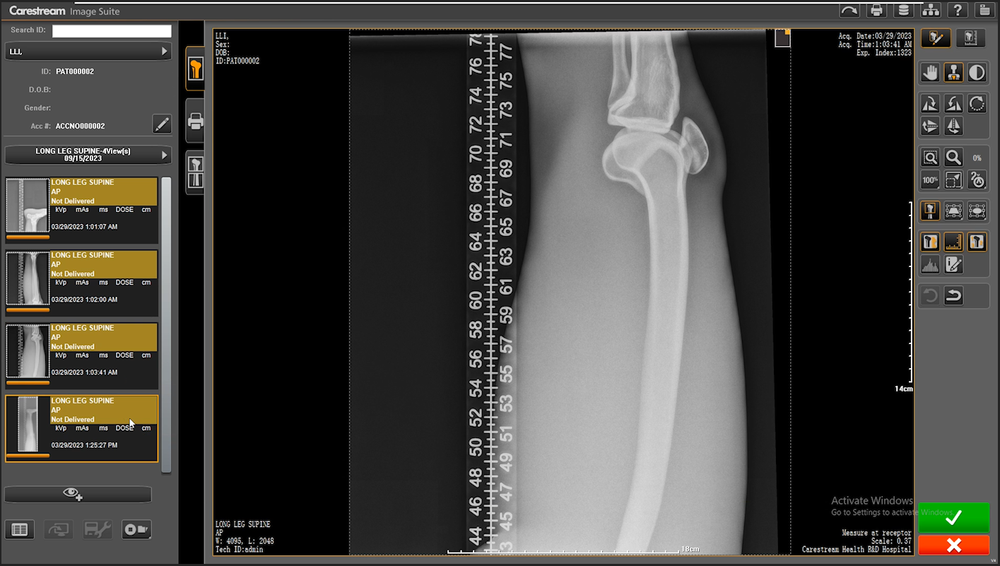 Carestream Image Suite
Search ID:
LLI,
ID: PAT000002
D.O.B:
Gender:
Acc #: ACCNO000002
LONG LEG SUPINE-4View(s)
09/15/2023
LONG LEG SUPINE
AP
Not Delivered
kVp mAs ms DOSE cm
03/29/2023 1:01:07 AM
LONG LEG SUPINE
AP
Not Delivered
kVp mAs ms DOSE cm
03/29/2023 1:02:00 AM
LONG LEG SUPINE
AP
Not Delivered
kVp mAs ms DOSE cm
03/29/2023 1:03:41 AM
LONG LEG SUPINE
AP
Not Delivered
kVp mAs ms DOSE cm
03/29/2023 1:25:27 PM
LLI,
Sex:
DOB:
ID:PAT000002
Acq. Date:03/29/2023
Acq. Time:1:03:41 AM
Exp. Index:1323
77
76
75
74
73
72
71
70
69
68
67
66
65
64
63
62
61
60
59
58
57
56
55
54
53
52
51
50
49
48
47
46
45
44
14cm
18cm
LONG LEG SUPINE
AP
W: 4095, L: 2048
Tech ID:admin
Activate Windows
Go to Settings to activate Windows.
Measure at receptor
Scale: 0.37
Carestream Health R&D Hospital
?
0%
100%
V4